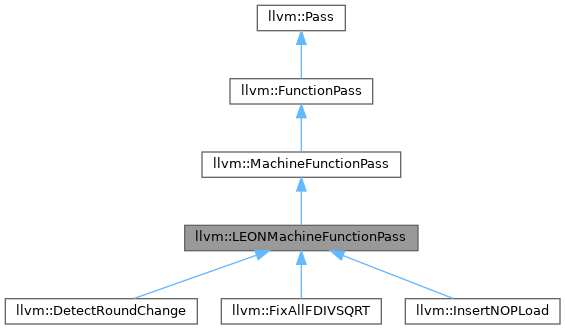 llvm::Pass
llvm::FunctionPass
llvm::MachineFunctionPass
llvm::LEONMachineFunctionPass
llvm::DetectRoundChange
llvm::FixAllFDIVSQRT
llvm::InsertNOPLoad